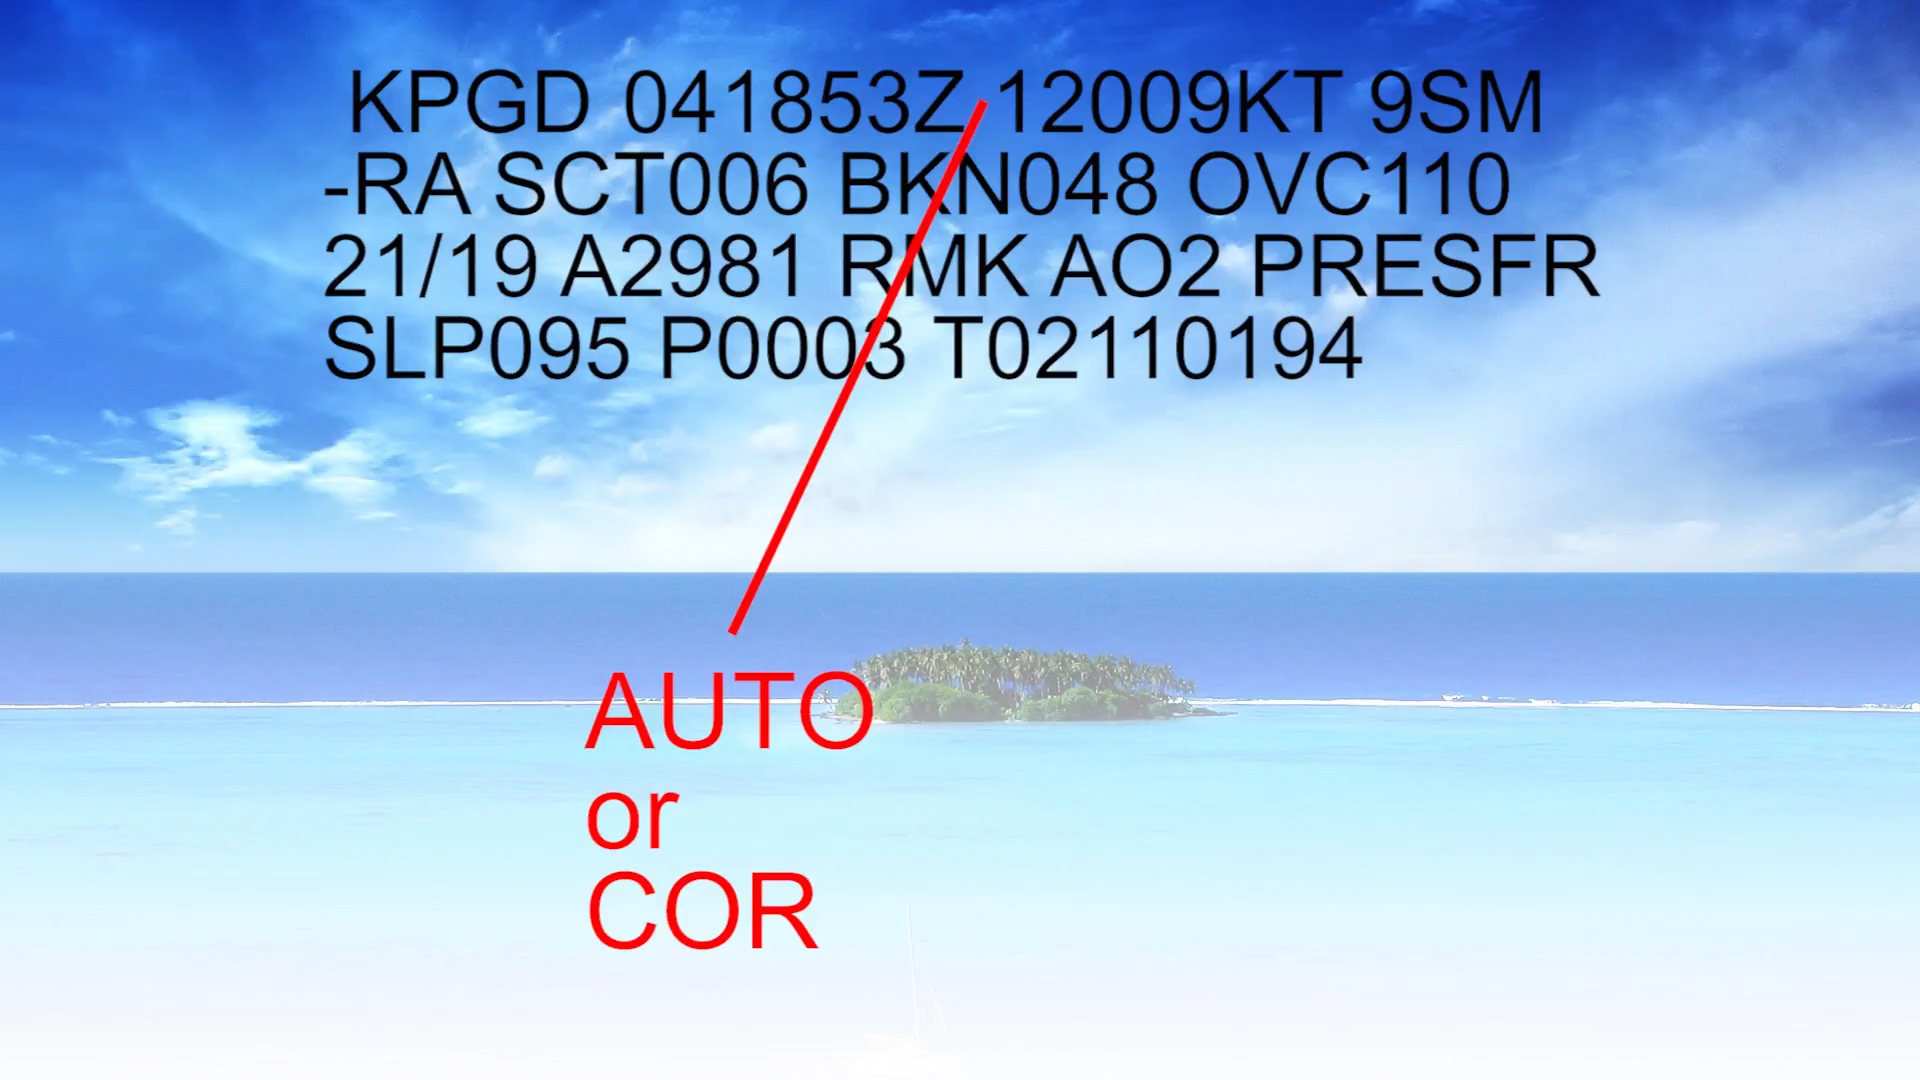 KPGD 041853Z 12009KT 9SM
-RA SCT006 BKN048 OVC110
21/19 A2981 RMK AO2 PRESFR
SLP095 P0003 T02110194
AUTO
or
COR